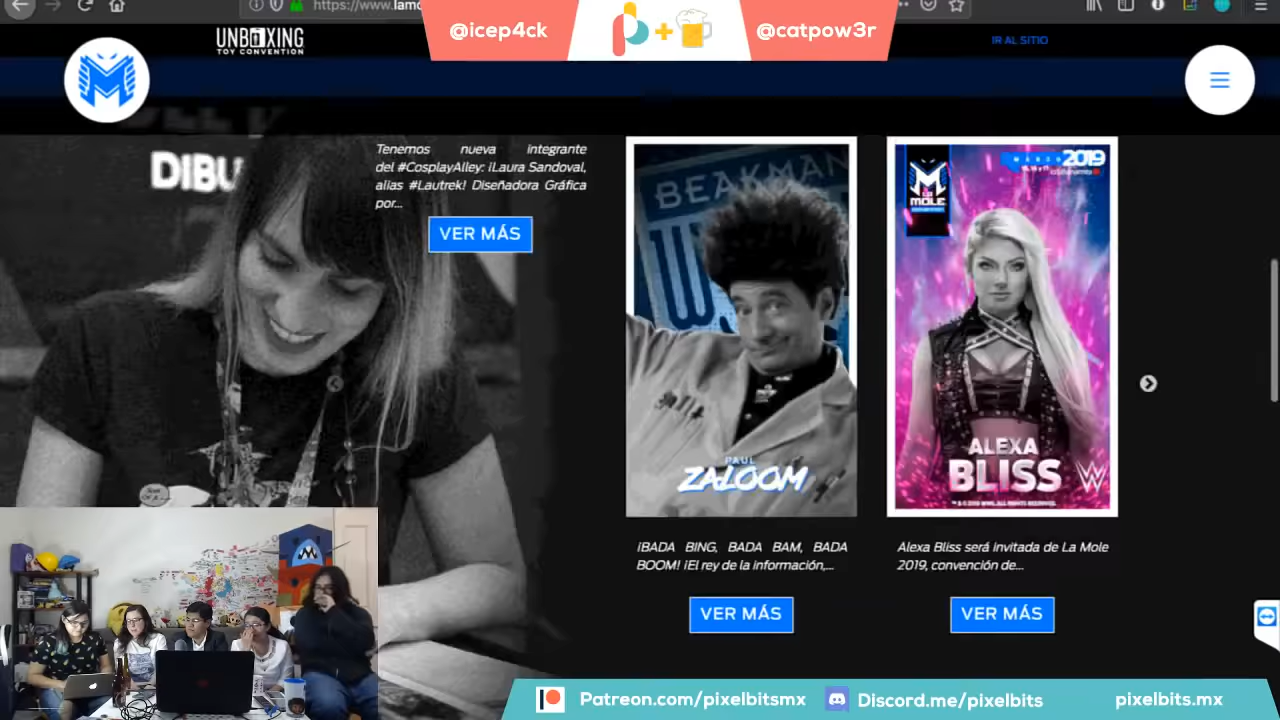 https://www.lamo
@icep4ck
@catpow3r
UNBOXING
TOY CONVENTION
IR AL SITIO
DIBU
Tenemos nueva integrante
del #CosplayAlley: ¡Laura Sandoval,
alias #Lautrek! Diseñadora Gráfica
por...
VER MÁS
BEAKMAN
PAUL
ZALOOM
¡BADA BING, BADA BAM, BADA
BOOM! ¡El rey de la información,...
VER MÁS
LA
MOLE
MARZO 2019
ALEXA
BLISS
Alexa Bliss será invitada de La Mole
2019, convención de...
VER MÁS
Patreon.com/pixelbitsmx
Discord.me/pixelbits
pixelbits.mx